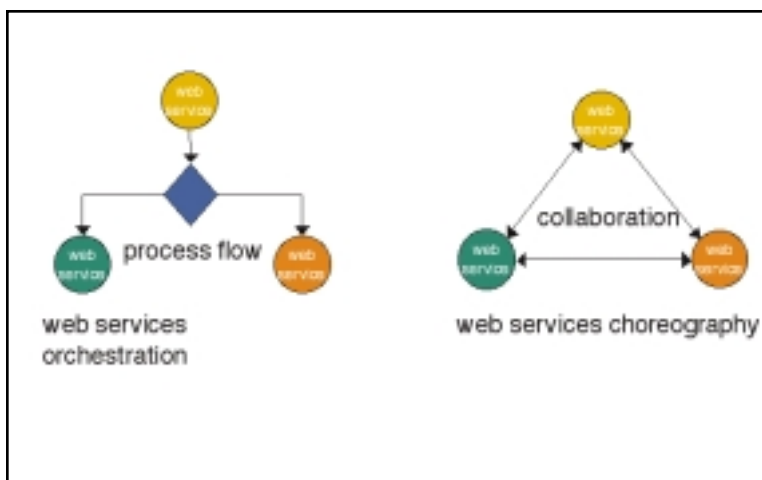 web
service
process flow
web
service
web
service
web services
orchestration
web
service
collaboration
web
service
web
service
web services choreography